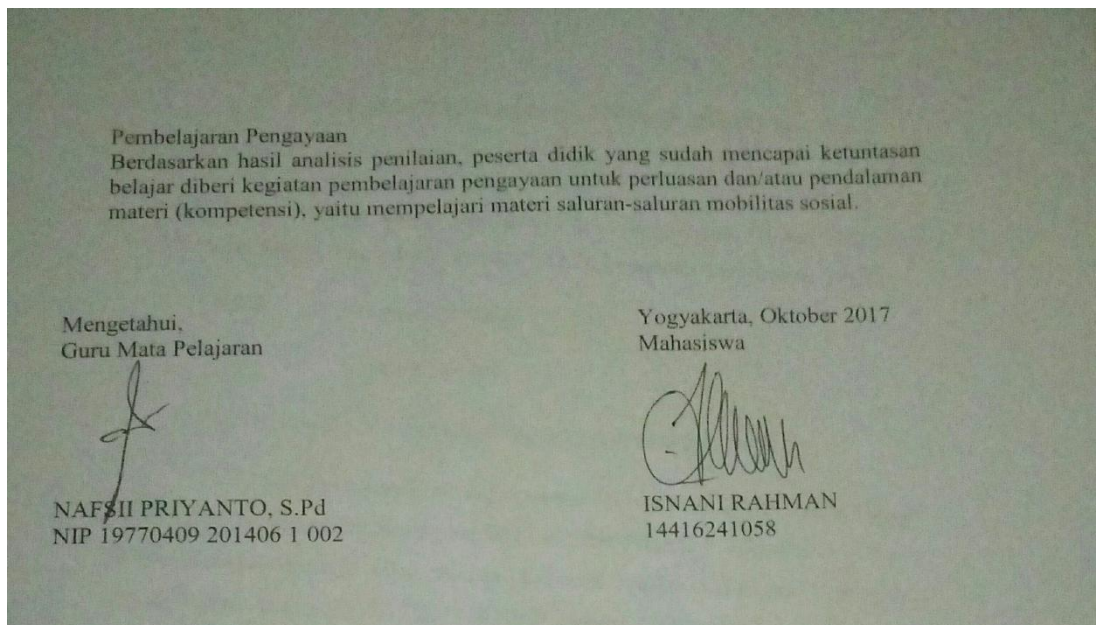 Pembelajaran Pengayaan
Berdasarkan hasil analisis penilaian, peserta didik yang sudah mencapai ketuntasan
belajar diberi kegiatan pembelajaran pengayaan untuk perluasan dan/atau pendalaman
materi (kompetensi), yaitu mempelajari materi saluran-saluran mobilitas sosial.
Mengetahui,
Guru Mata Pelajaran
NAFSII PRIYANTO, S.Pd
NIP 19770409 201406 1 002
Yogyakarta, Oktober 2017
Mahasiswa
ISNANI RAHMAN
14416241058